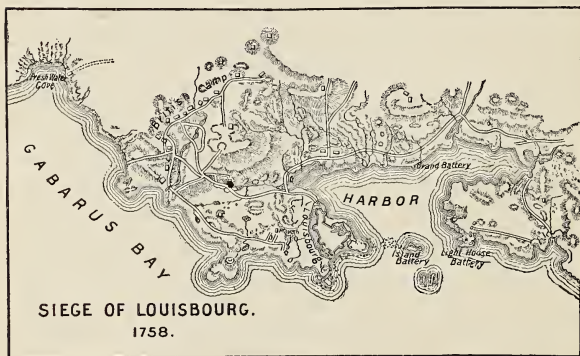 Fresh Water
Cove
British Camp
GABARUS BAY
Grand Battery
HARBOR
Louisbourg
Island
Battery
Light House
Battery
SIEGE OF LOUISBOURG.
1758.